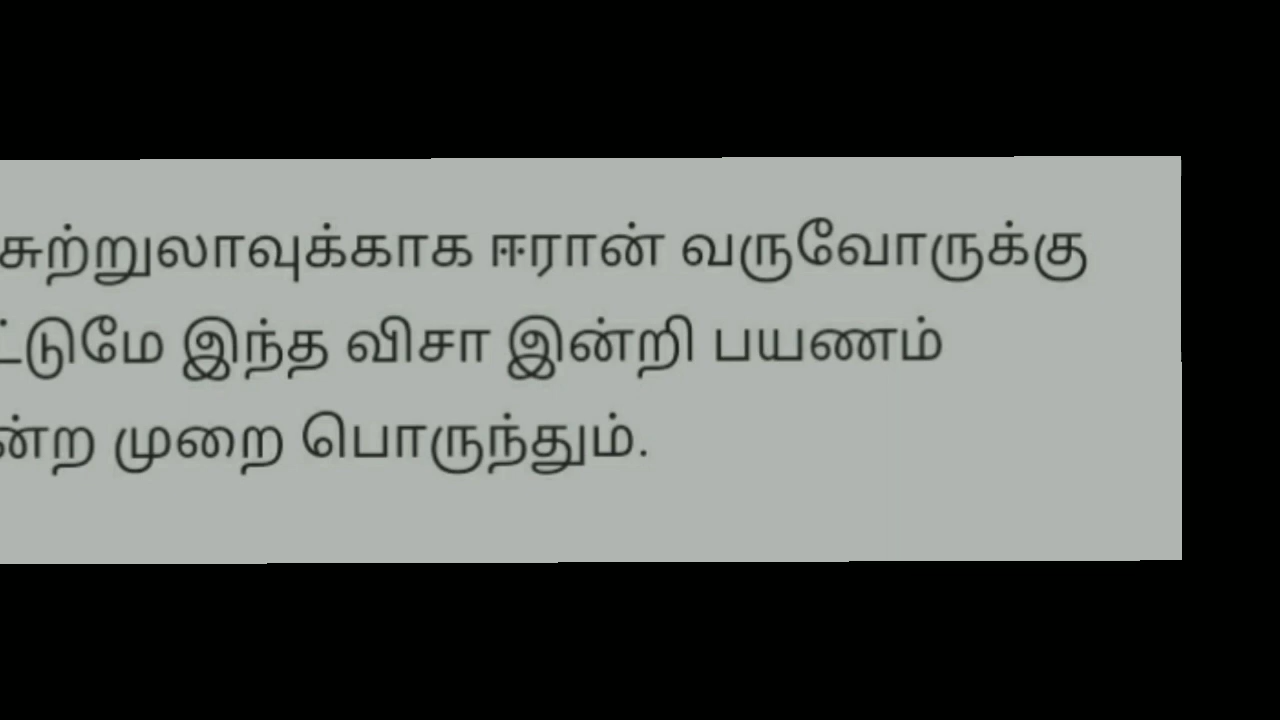 சுற்றுலாவுக்காக ஈரான் வருவோருக்கு
இந்த விசா இன்றி பயணம்
முறை பொருந்தும்.